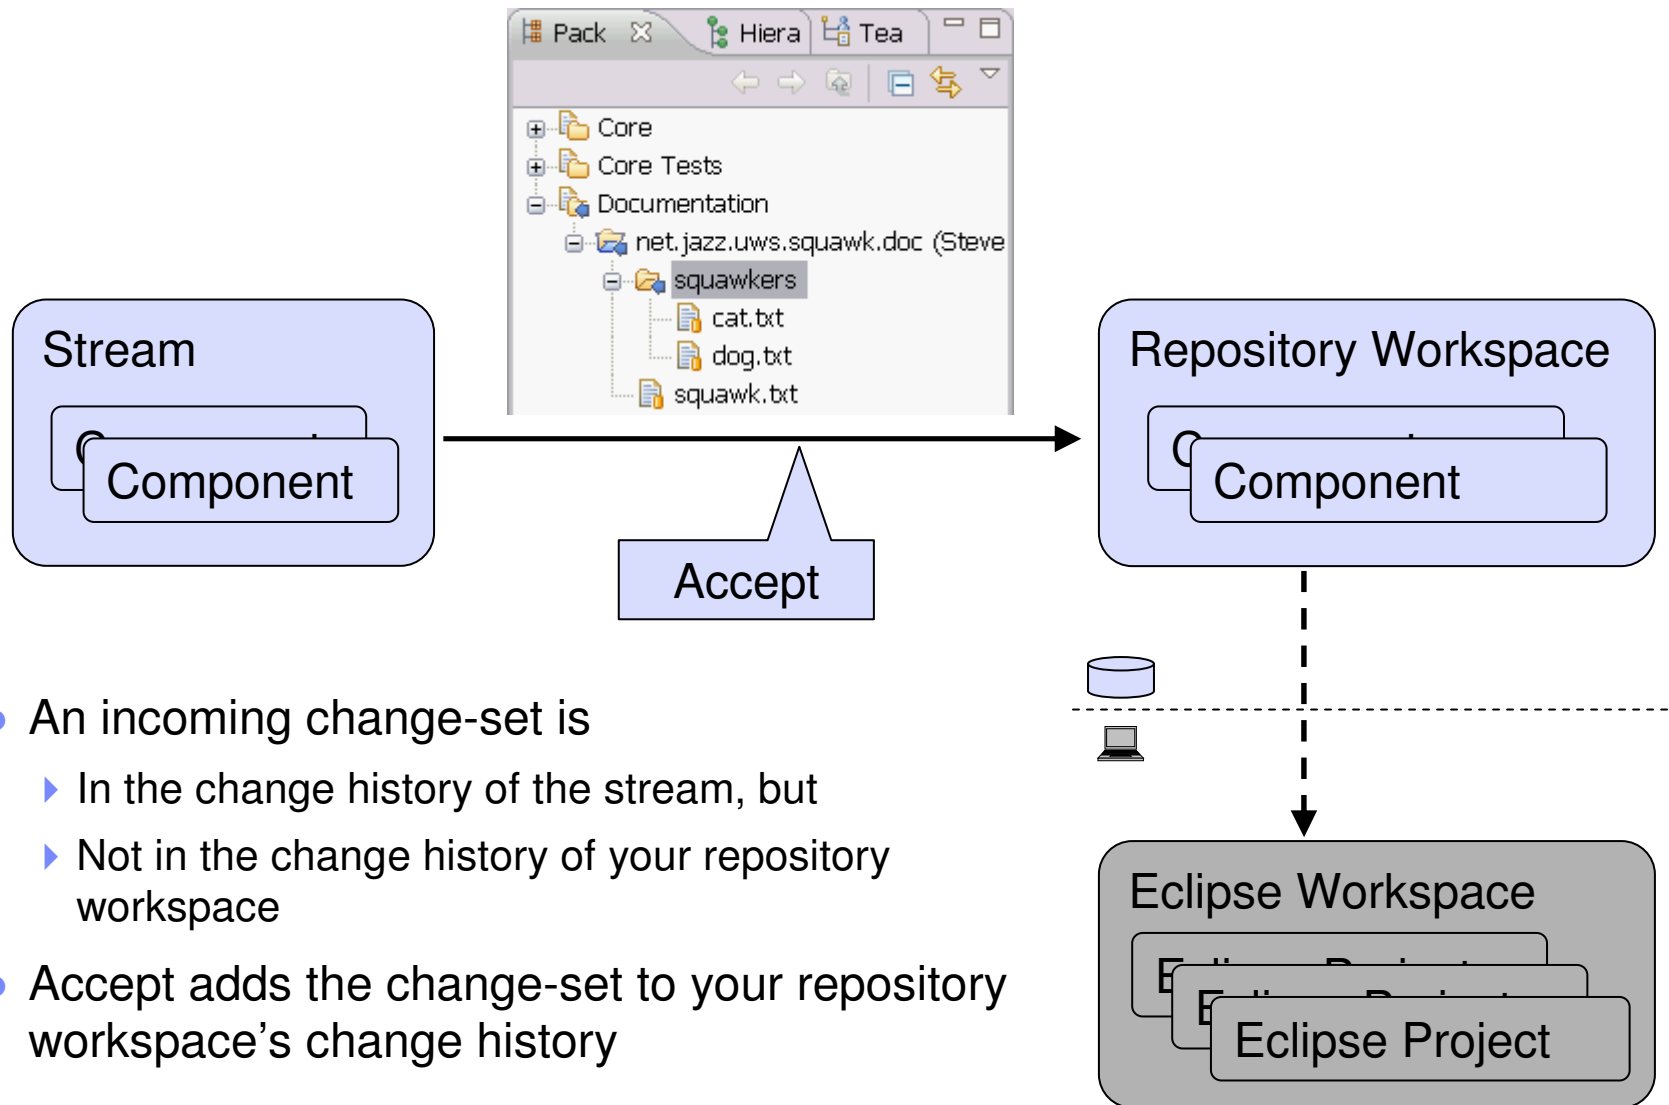 Pack Hiera Tea
Core
Core Tests
Documentation
net.jazz.uws.squawk.doc (Steve
squawkers
cat.txt
dog.txt
squawk.txt
Stream
Component
Accept
Repository Workspace
Component
An incoming change-set is
In the change history of the stream, but
Not in the change history of your repository
workspace
Accept adds the change-set to your repository
workspace’s change history
Eclipse Workspace
Eclipse Project